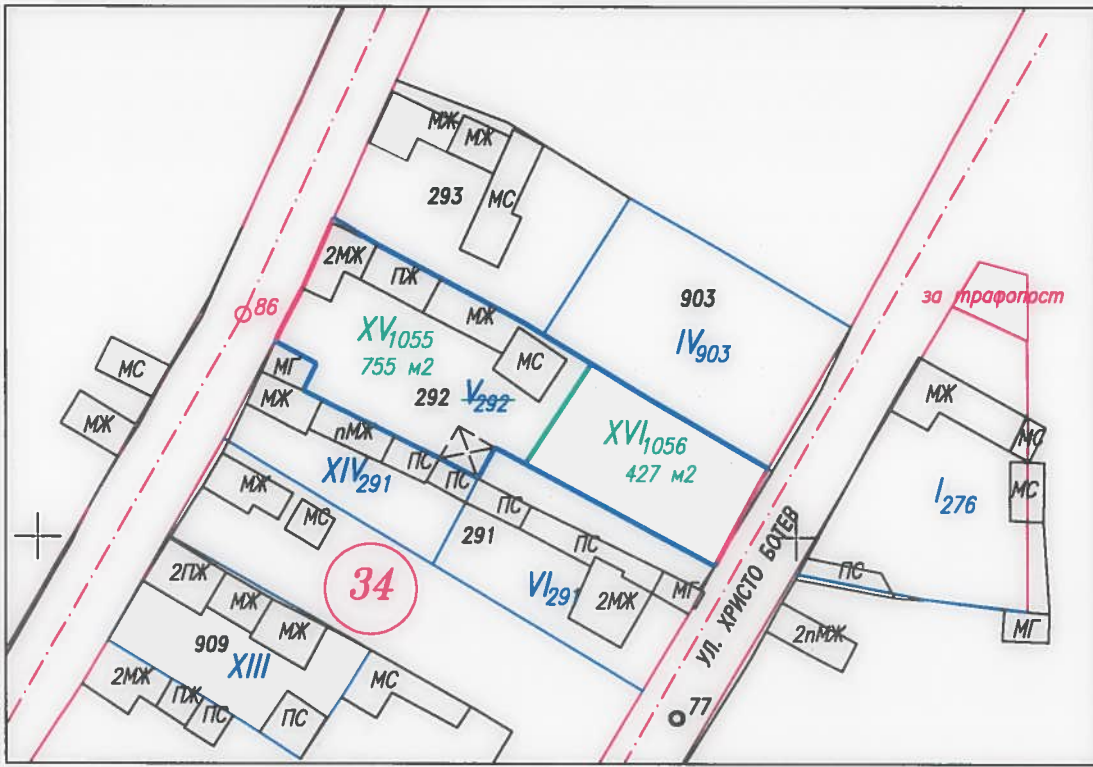 МЖ
МЖ
293
МС
2МЖ
ПЖ
МЖ
903
за трафопост
IV903
86
XV1055
755 м2
МС
МС
МГ
МЖ
292
V292
МЖ
МЖ
пМЖ
XVI1056
427 м2
МС
ПС
XIV291
ПС
МЖ
МС
I276
МС
ПС
291
ПС
УЛ. ХРИСТО БОТЕВ
34
2ПЖ
МЖ
VI291
2МЖ
МГ
ПС
МЖ
909
XIII
2пМЖ
МГ
2МЖ
ПЖ
ПС
ПС
МС
77